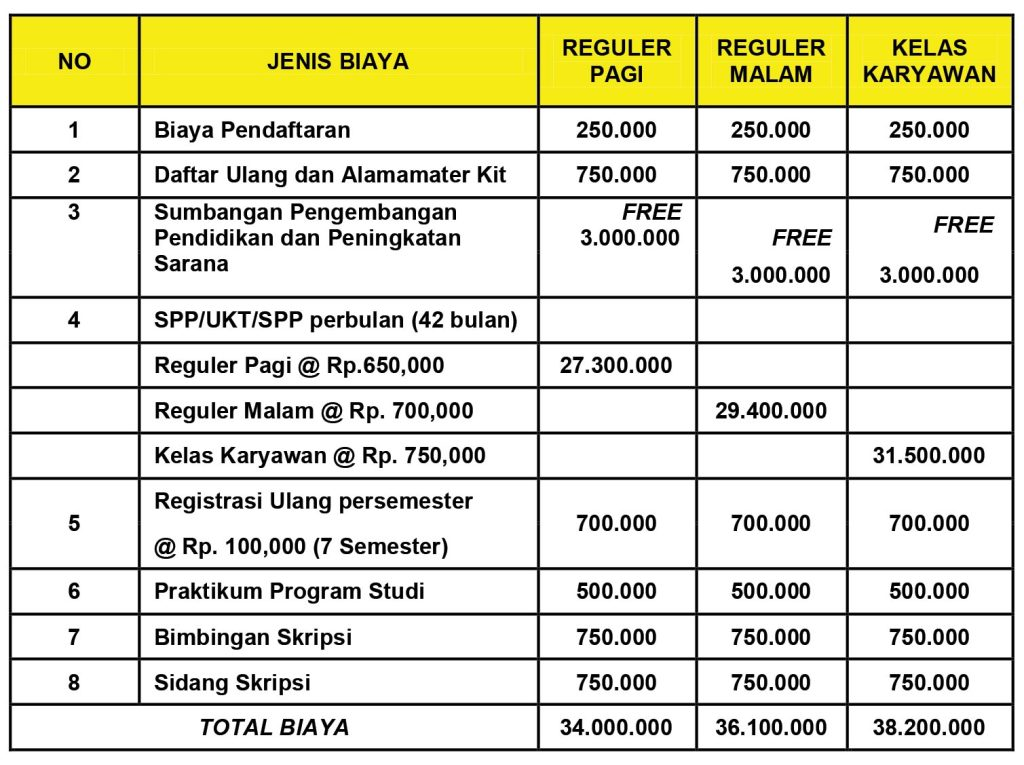 NO JENIS BIAYA REGULER PAGI REGULER MALAM KELAS KARYAWAN
1 Biaya Pendaftaran 250.000 250.000 250.000
2 Daftar Ulang dan Alamamater Kit 750.000 750.000 750.000
3 Sumbangan Pengembangan FREE
Pendidikan dan Peningkatan 3.000.000 FREE FREE
Sarana 3.000.000 3.000.000
4 SPP/UKT/SPP perbulan (42 bulan)
Reguler Pagi @ Rp.650,000 27.300.000
Reguler Malam @ Rp. 700,000 29.400.000
Kelas Karyawan @ Rp. 750,000 31.500.000
5 Registrasi Ulang persemester
@ Rp. 100,000 (7 Semester) 700.000 700.000 700.000
6 Praktikum Program Studi 500.000 500.000 500.000
7 Bimbingan Skripsi 750.000 750.000 750.000
8 Sidang Skripsi 750.000 750.000 750.000
TOTAL BIAYA 34.000.000 36.100.000 38.200.000